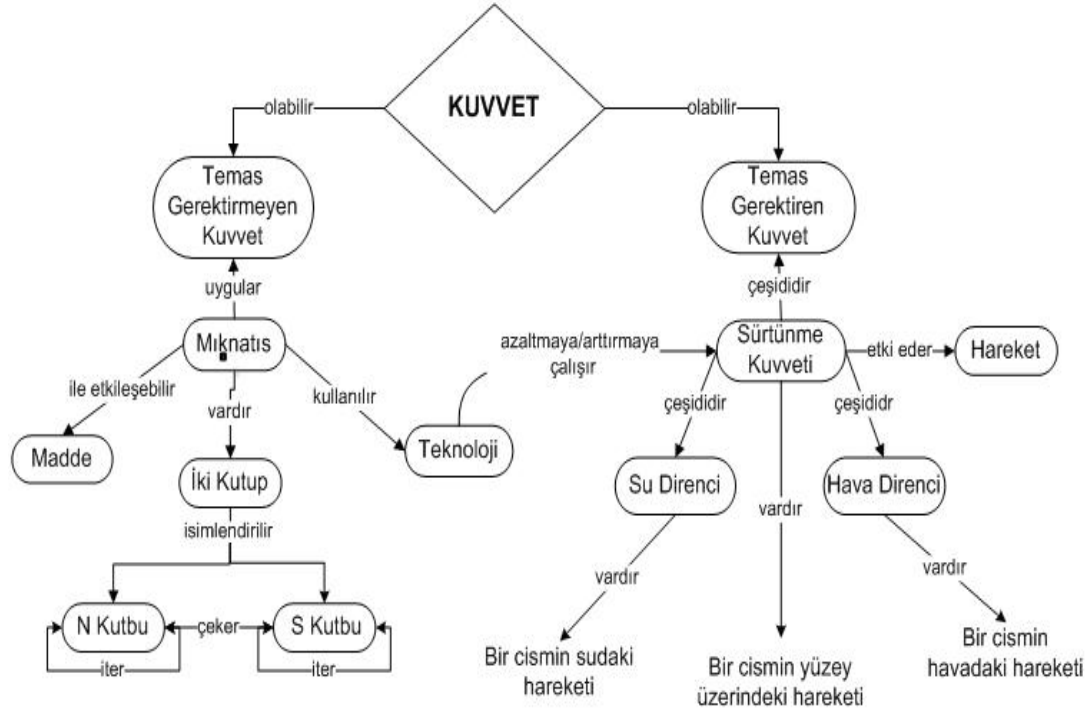 KUVVET
olabilir
olabilir
Temas
Gerektirmeyen
Kuvvet
Temas
Gerektiren
Kuvvet
uygular
çeşididir
Mıknatıs
azaltmaya/arttırmaya
çalışır
Sürtünme
Kuvveti
etki eder
Hareket
ile etkileşebilir
vardır
kullanılır
çeşididir
çeşididr
Madde
Teknoloji
İki Kutup
Su Direnci
Hava Direnci
vardır
isimlendirilir
vardır
vardır
N Kutbu
çeker
S Kutbu
iter
iter
Bir cismin sudaki
hareketi
Bir cismin yüzey
üzerindeki hareketi
Bir cismin
havadaki hareketi